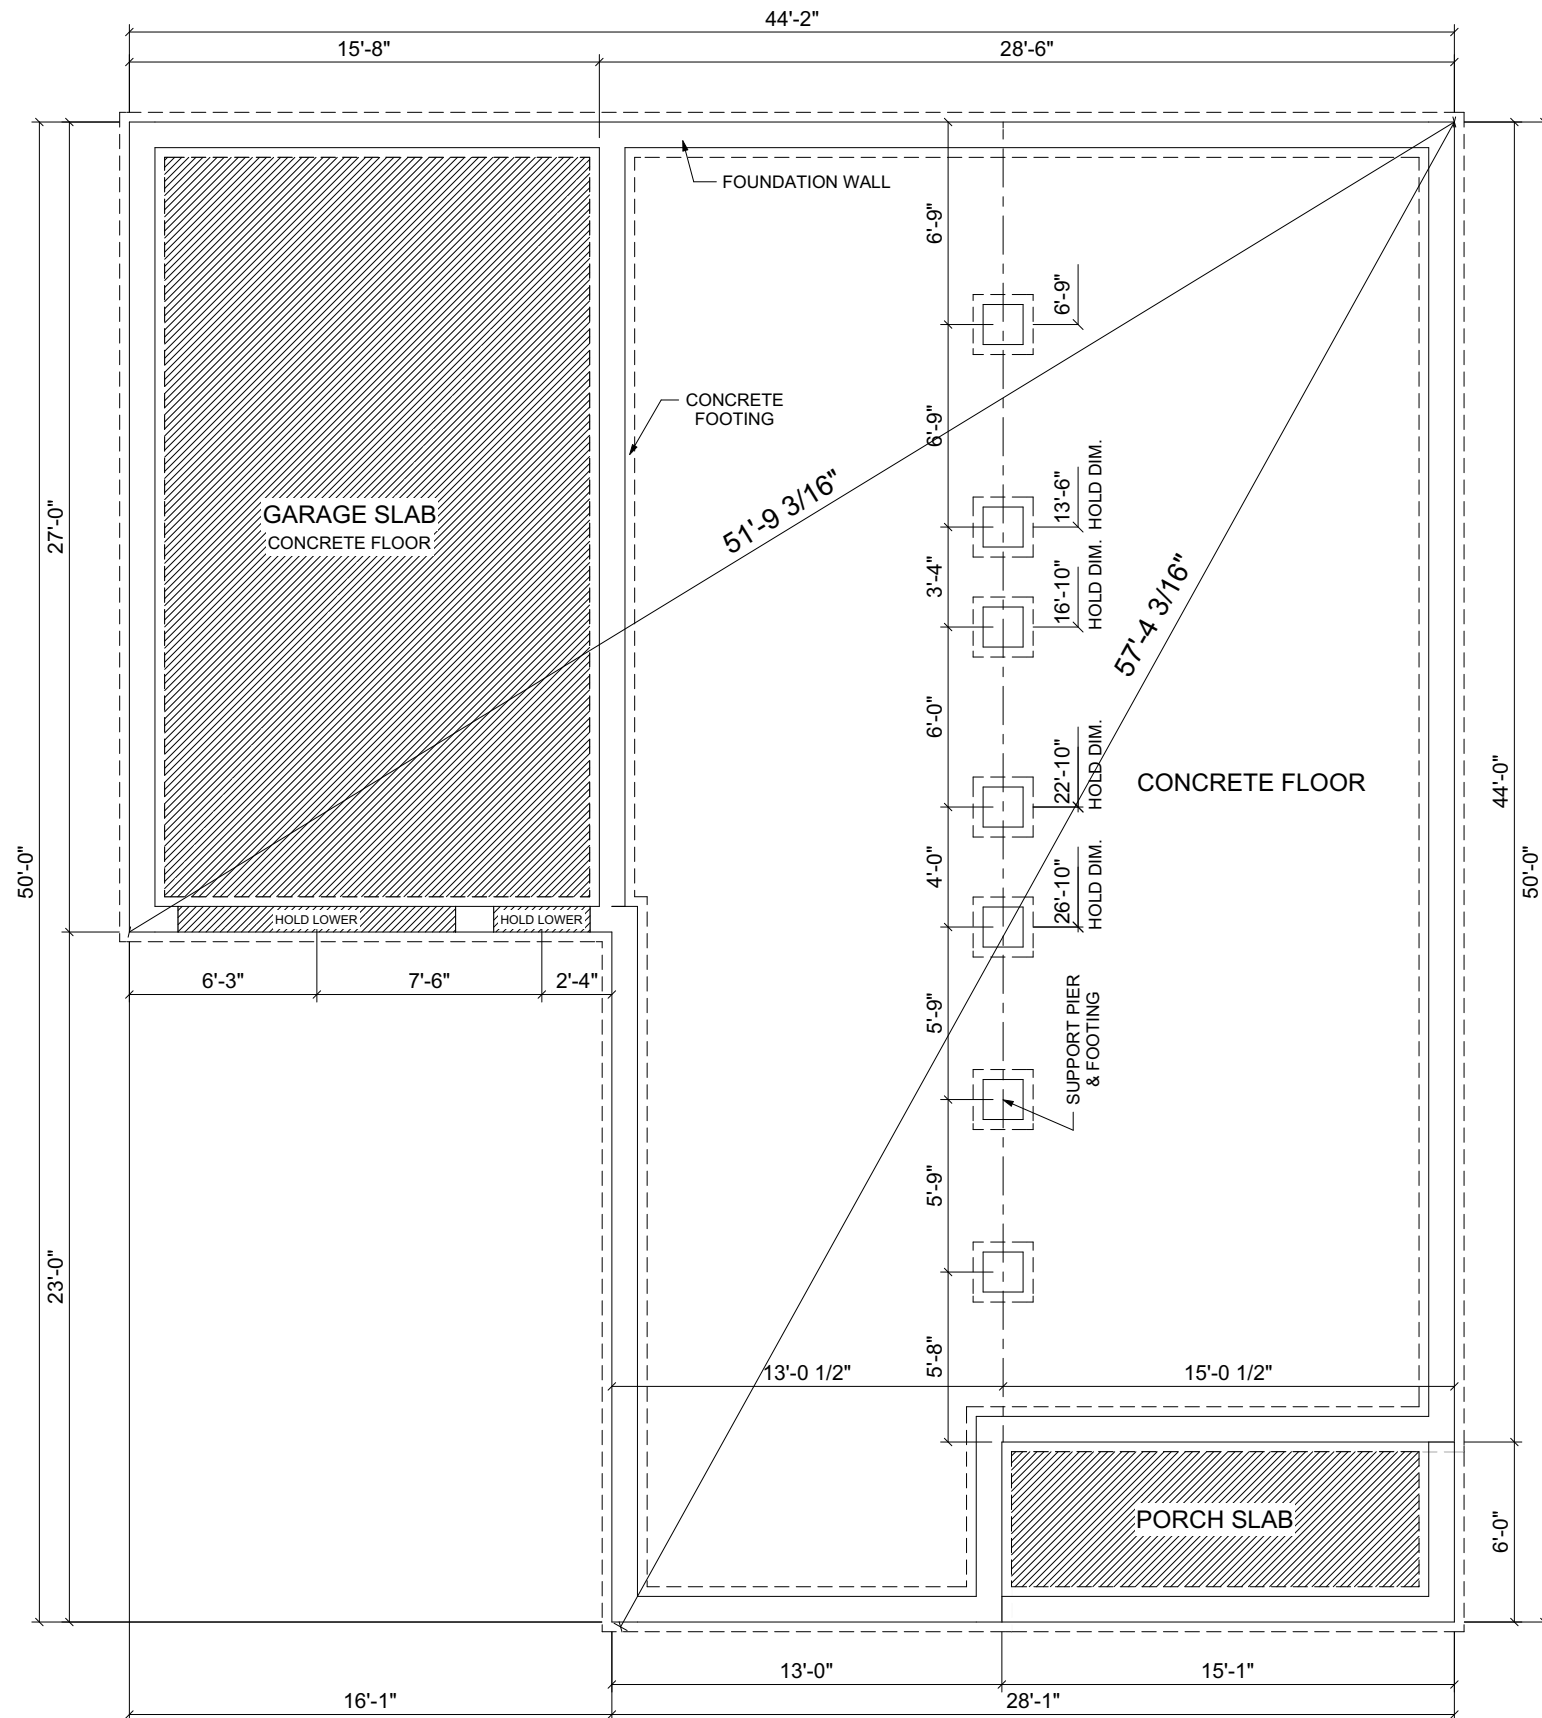 44'-2"
15'-8"
28'-6"
FOUNDATION WALL
6'-9"
6'-9"
CONCRETE
FOOTING
6'-9"
51'-9 3/16"
13'-6"
HOLD DIM.
GARAGE SLAB
CONCRETE FLOOR
27'-0"
3'-4"
16'-10"
HOLD DIM.
57'-4 3/16"
6'-0"
22'-10"
HOLD DIM.
CONCRETE FLOOR
44'-0"
50'-0"
50'-0"
4'-0"
26'-10"
HOLD DIM.
HOLD LOWER
HOLD LOWER
6'-3"
7'-6"
2'-4"
5'-9"
SUPPORT PIER
& FOOTING
5'-9"
23'-0"
5'-8"
13'-0 1/2"
15'-0 1/2"
PORCH SLAB
6'-0"
13'-0"
15'-1"
16'-1"
28'-1"